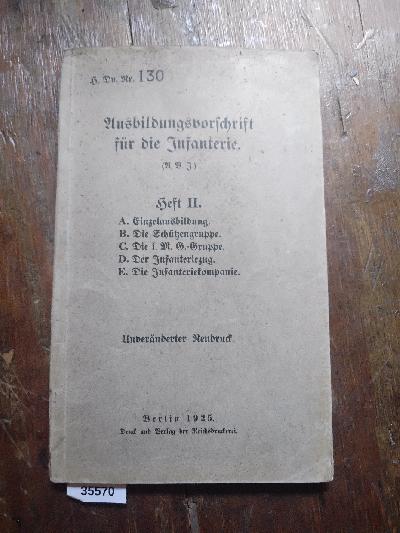 H. Dv. Nr. 130
Ausbildungsvorschrift
für die Infanterie.
(A V J)
Heft II.
A. Einzelausbildung.
B. Die Schützengruppe.
C. Die l. M. G.-Gruppe.
D. Der Infanteriezug.
E. Die Infanteriekompanie.
Unveränderter Neudruck
Berlin 1925.
Druck und Verlag der Reichsdruckerei.
35570